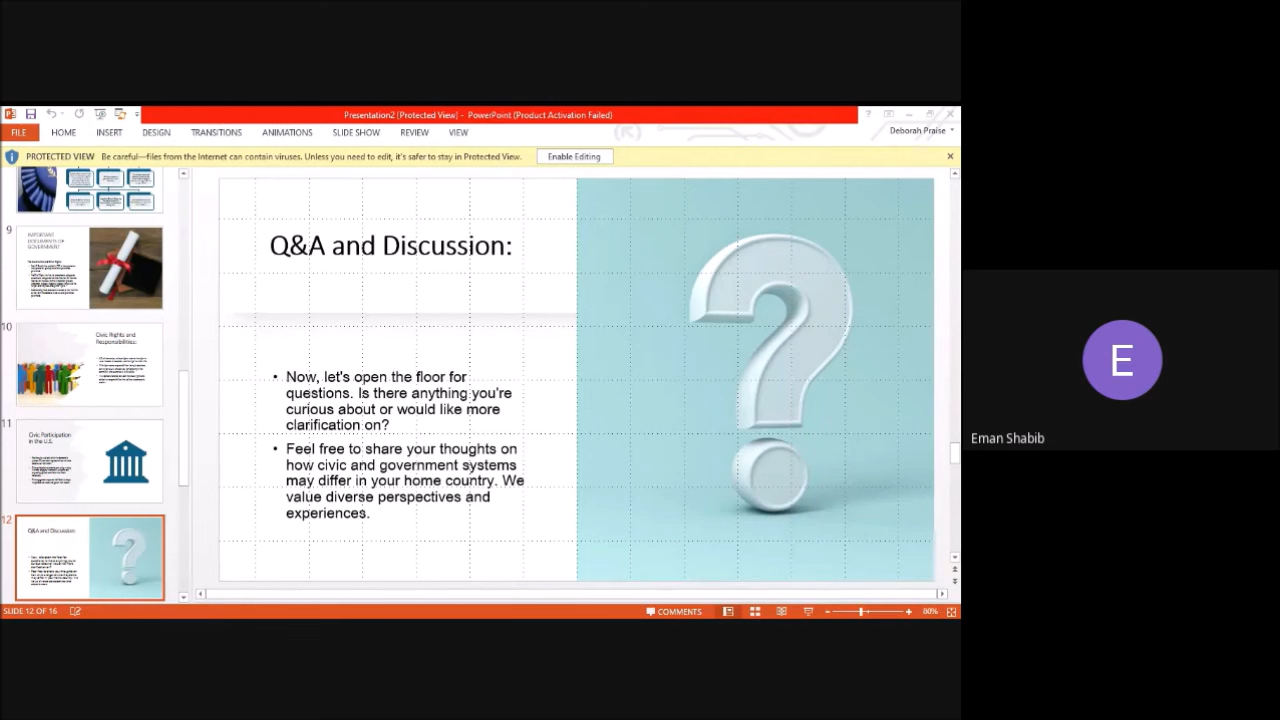 Presentation2 [Protected View] - PowerPoint (Product Activation Failed)
FILE HOME INSERT DESIGN TRANSITIONS ANIMATIONS SLIDE SHOW REVIEW VIEW
Deborah Praise
PROTECTED VIEW Be careful—files from the Internet can contain viruses. Unless you need to edit, it's safer to stay in Protected View. Enable Editing
9
IMPORTANT
DOCUMENTS OF
GOVERNMENT
10
Civic Rights and
Responsibilities:
11
Civic Participation
in the U.S.
12
Q&A and Discussion:
Q&A and Discussion:
• Now, let's open the floor for
questions. Is there anything you're
curious about or would like more
clarification on?
• Feel free to share your thoughts on
how civic and government systems
may differ in your home country. We
value diverse perspectives and
experiences.
SLIDE 12 OF 16
COMMENTS
80%
E
Eman Shabib